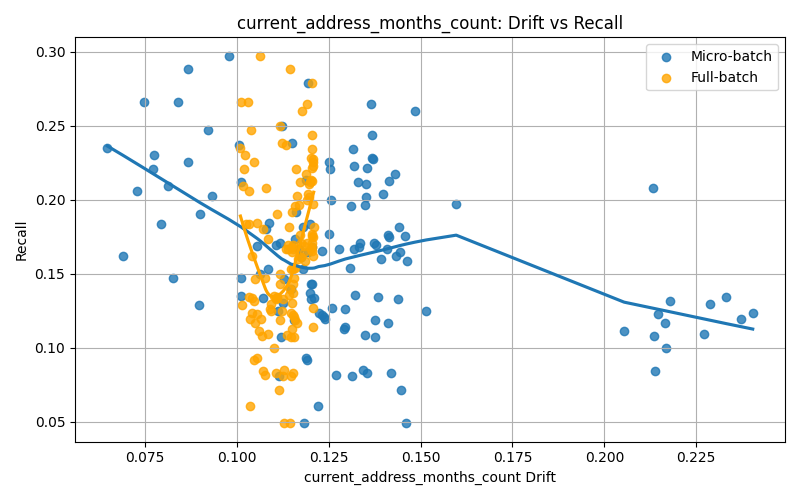 current_address_months_count: Drift vs Recall
Micro-batch
Full-batch
Recall
0.30
0.25
0.20
0.15
0.10
0.05
0.075
0.100
0.125
0.150
0.175
0.200
0.225
current_address_months_count Drift